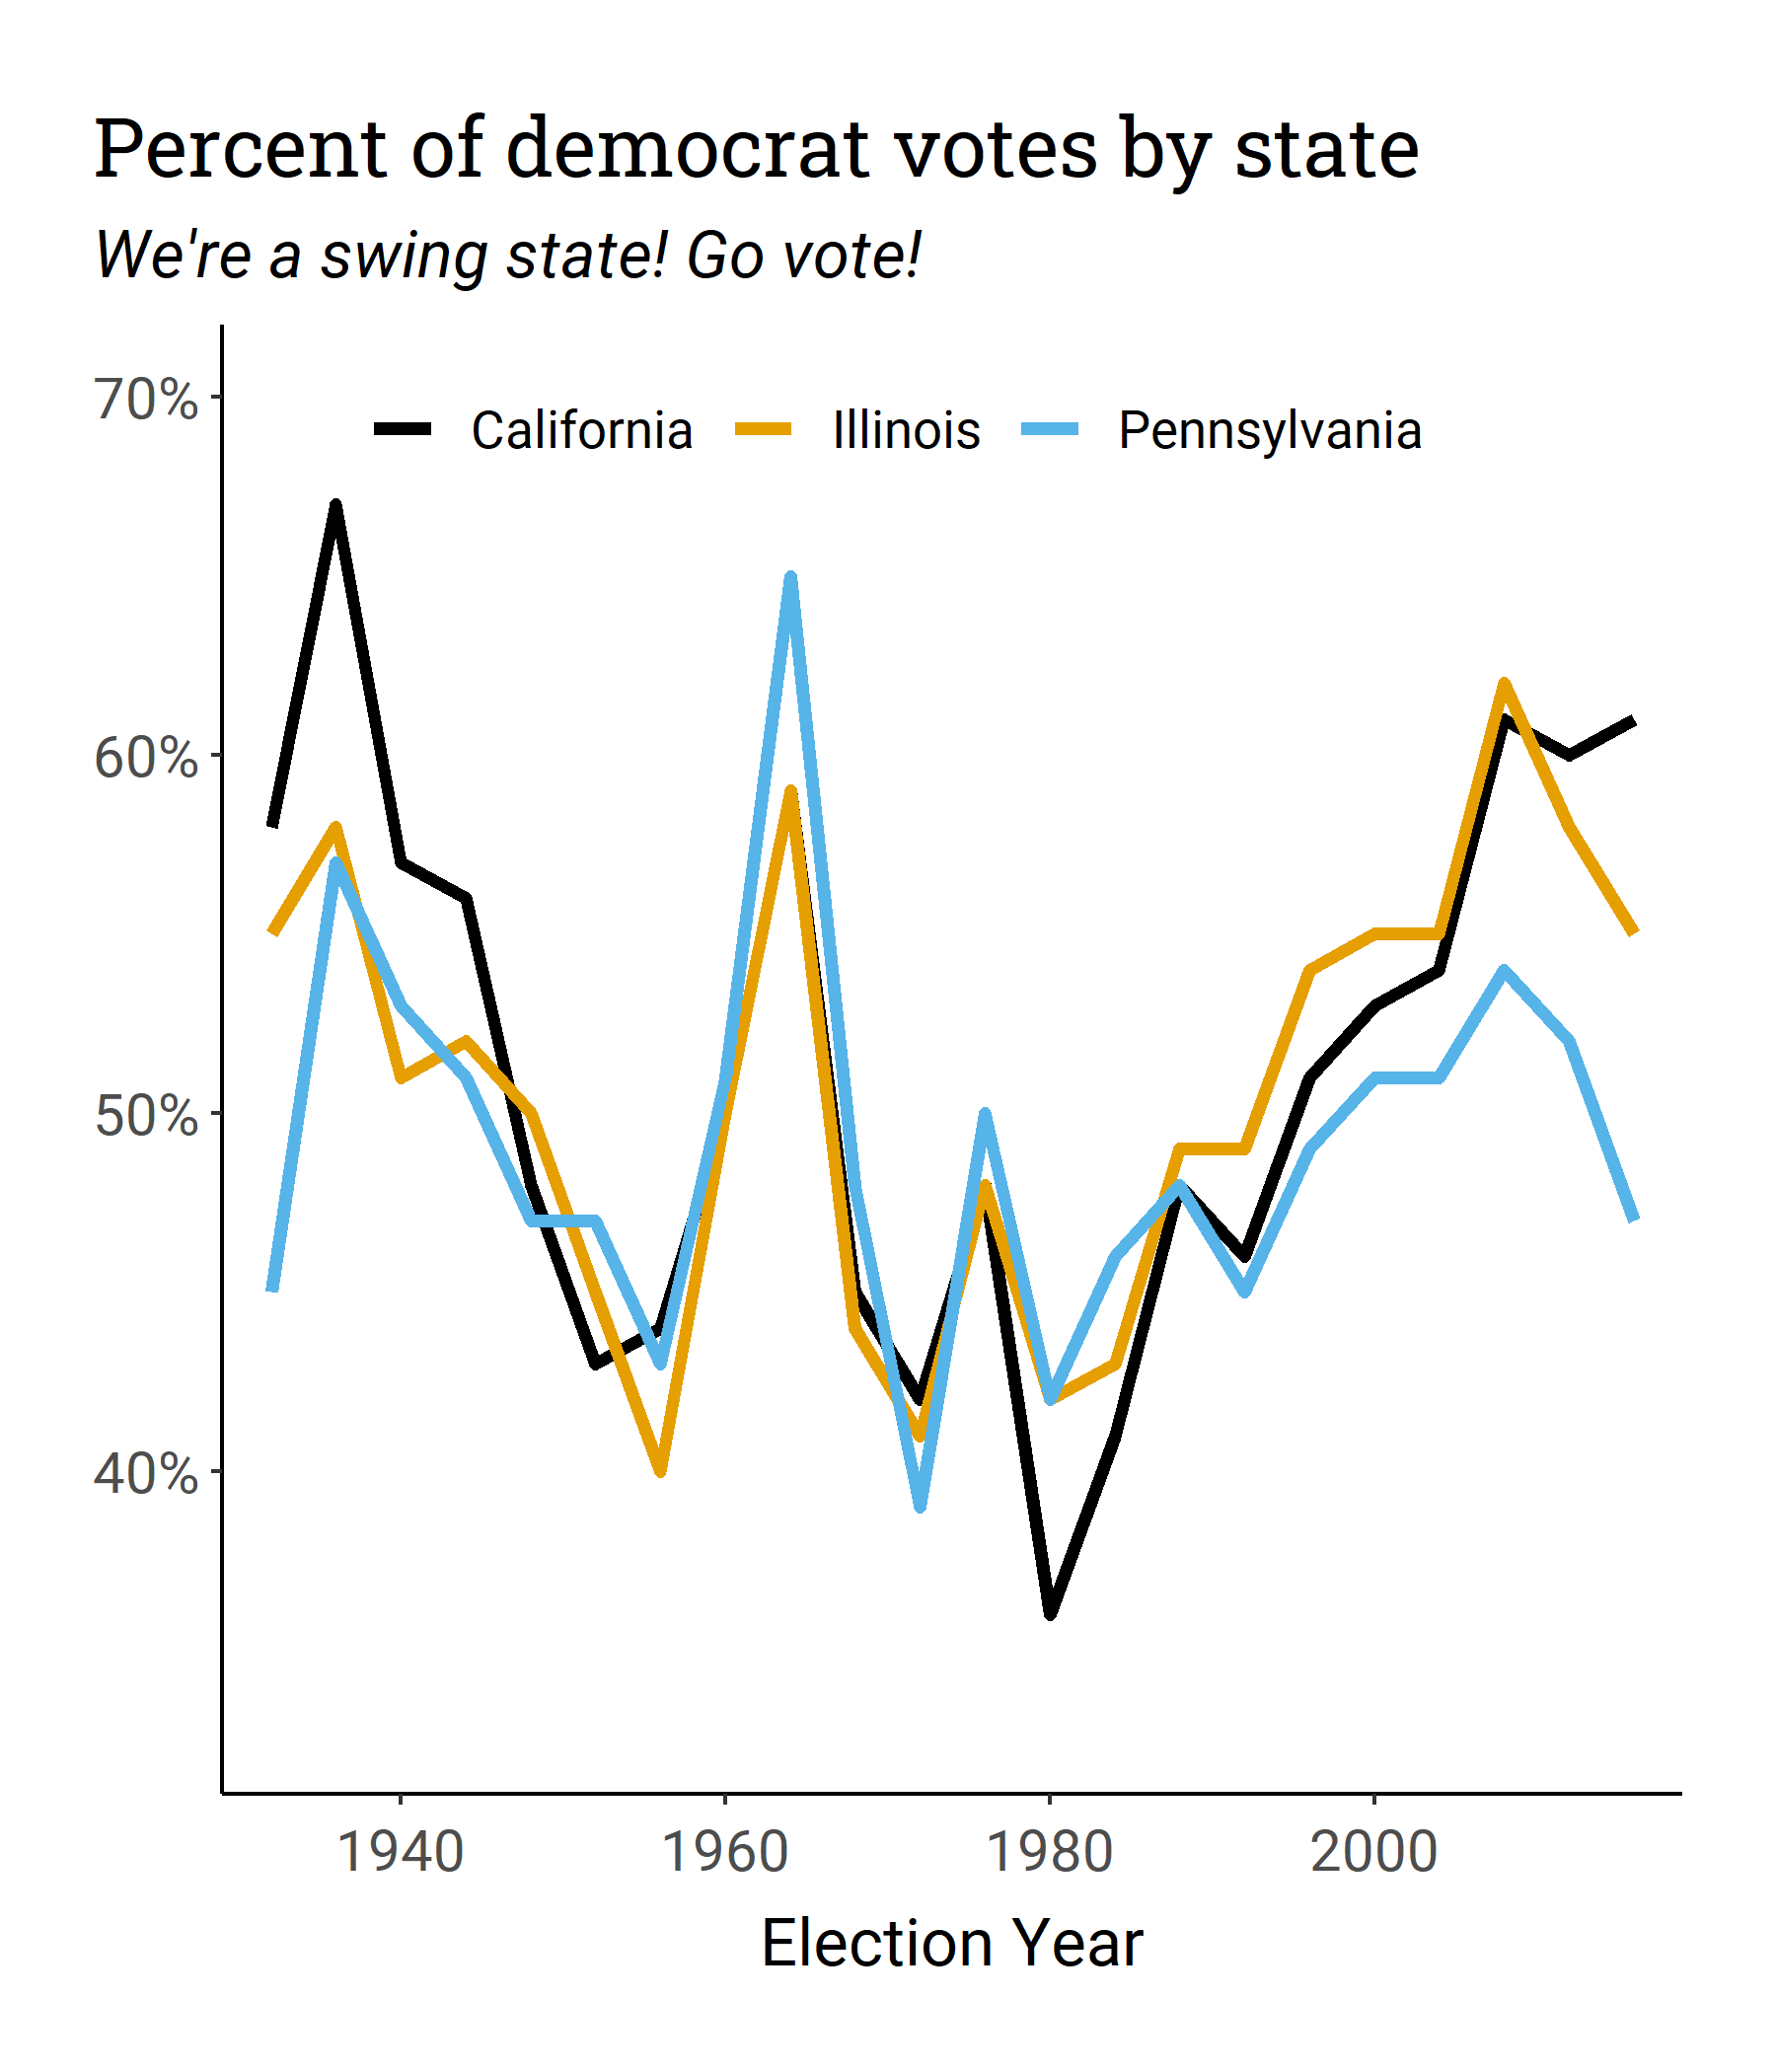 Percent of democrat votes by state
We're a swing state! Go vote!
70%
California Illinois Pennsylvania
60%
50%
40%
1940 1960 1980 2000
Election Year